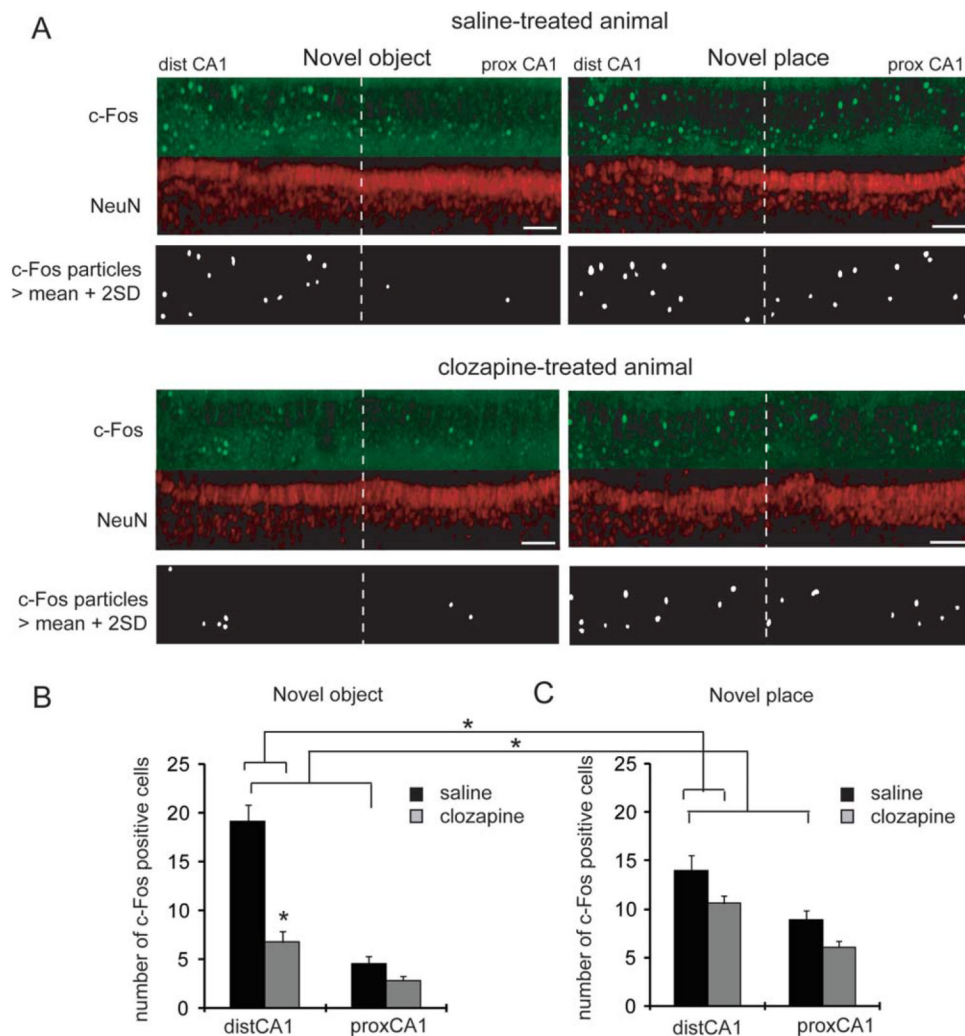 A
saline-treated animal
dist CA1
Novel object
prox CA1
dist CA1
Novel place
prox CA1
c-Fos
NeuN
c-Fos particles
> mean + 2SD
clozapine-treated animal
c-Fos
NeuN
c-Fos particles
> mean + 2SD
B
Novel object
C
Novel place
*
*
number of c-Fos positive cells
25
20
15
10
5
0
saline
clozapine
*
distCA1
proxCA1
number of c-Fos positive cells
25
20
15
10
5
0
saline
clozapine
distCA1
proxCA1